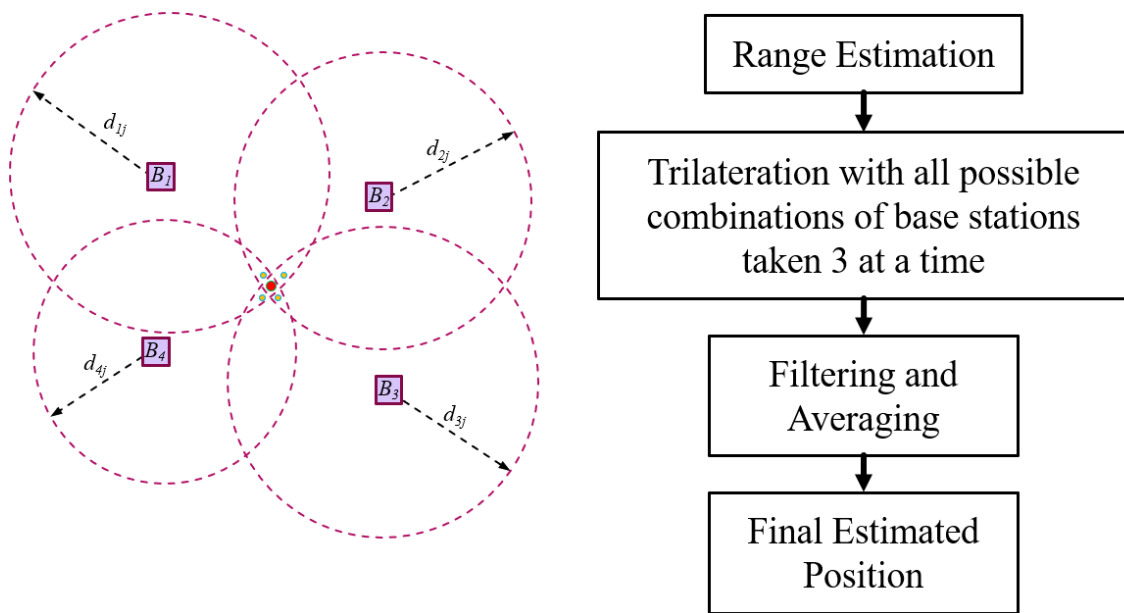 d1j
B1
d2j
B2
B4
d4j
B3
d3j
Range Estimation
Trilateration with all possible
combinations of base stations
taken 3 at a time
Filtering and
Averaging
Final Estimated
Position